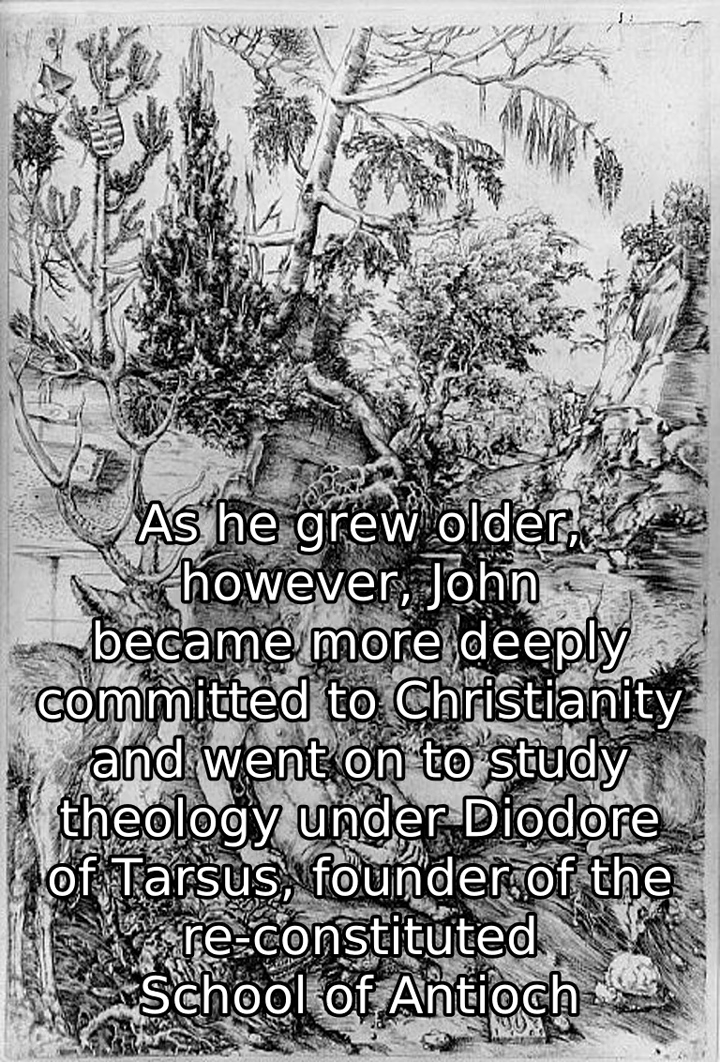 As he grew older,
however, John
became more deeply
committed to Christianity
and went on to study
theology under Diodore
of Tarsus, founder of the
re-constituted
School of Antioch